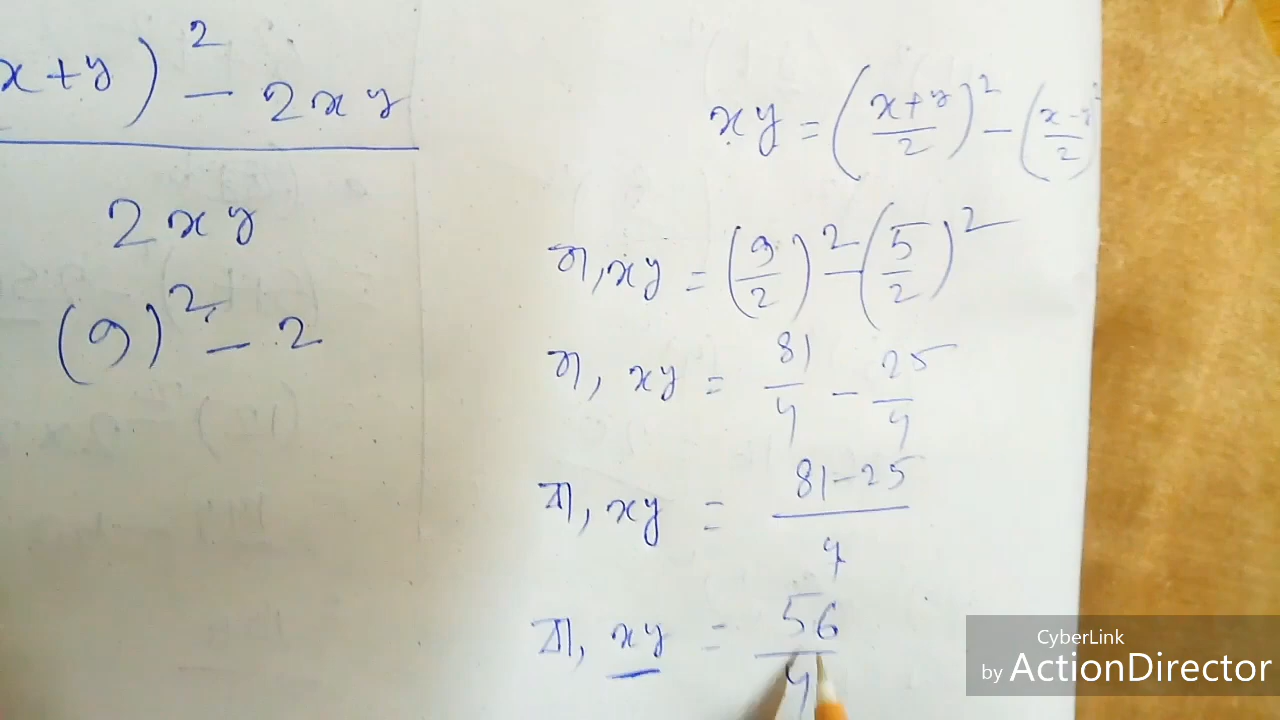 x+y)² - 2xy
2xy
(9)² - 2
xy = (x+y/2)² - (x-y/2)²
বা, xy = (9/2)² - (5/2)²
বা, xy = 81/4 - 25/4
বা, xy = 81-25/4
বা, xy = 56/4
CyberLink
by ActionDirector